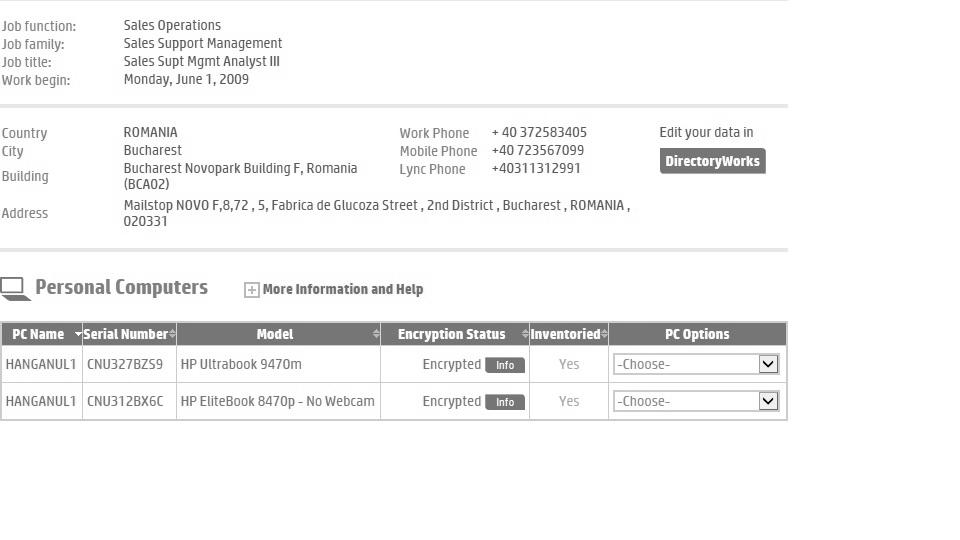 Job function: Sales Operations
Job family: Sales Support Management
Job title: Sales Supt Mgmt Analyst III
Work begin: Monday, June 1, 2009
Country ROMANIA Work Phone + 40 372583405 Edit your data in
City Bucharest Mobile Phone +40 723567099 DirectoryWorks
Building Bucharest Novopark Building F, Romania Lync Phone +40311312991
(BCA02)
Address Mailstop NOVO F,8,72 , 5, Fabrica de Glucoza Street , 2nd District , Bucharest , ROMANIA ,
020331
Personal Computers More Information and Help
PC Name Serial Number Model Encryption Status Inventoried PC Options
HANGANUL1 CNU327BZS9 HP Ultrabook 9470m Encrypted Info Yes -Choose-
HANGANUL1 CNU312BX6C HP EliteBook 8470p - No Webcam Encrypted Info Yes -Choose-